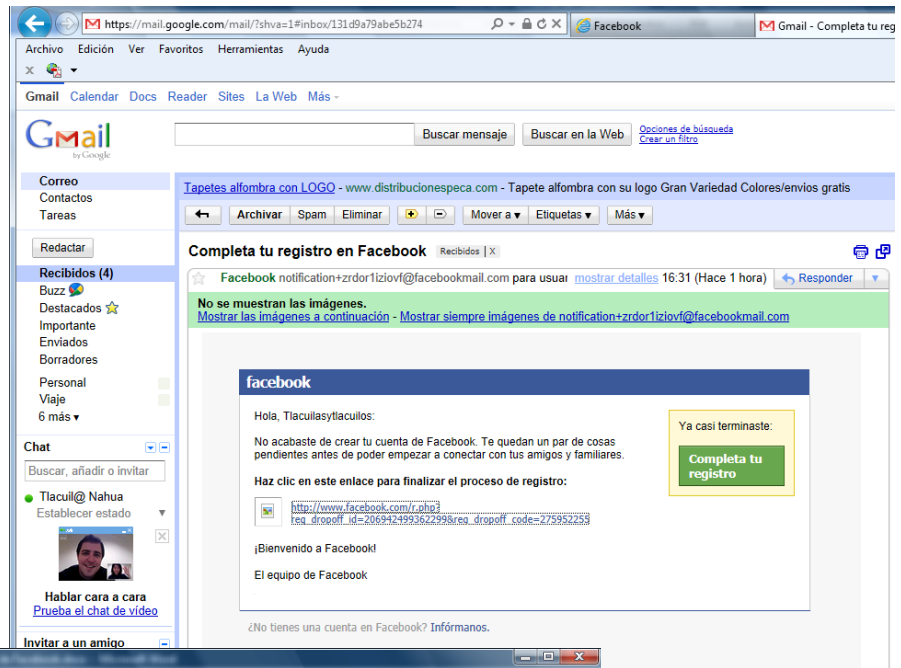 https://mail.google.com/mail/?shva=1#inbox/131d9a79abe5b274
Facebook
Gmail - Completa tu reg
Archivo Edición Ver Favoritos Herramientas Ayuda
Gmail Calendar Docs Reader Sites La Web Más
Gmail
by Google
Buscar mensaje
Buscar en la Web
Opciones de búsqueda
Crear un filtro
Correo
Contactos
Tareas
Redactar
Recibidos (4)
Buzz
Destacados
Importante
Enviados
Borradores
Personal
Viaje
6 más
Chat
Buscar, añadir o invitar
Tlacuil@ Nahua
Establecer estado
Hablar cara a cara
Prueba el chat de vídeo
Invitar a un amigo
Tapetes alfombra con LOGO - www.distribucionespeca.com - Tapete alfombra con su logo Gran Variedad Colores/envios gratis
Archivar Spam Eliminar Mover a Etiquetas Más
Completa tu registro en Facebook Recibidos | X
Facebook notification+zrdor1iziovf@facebookmail.com para usuar mostrar detalles 16:31 (Hace 1 hora) Responder
No se muestran las imágenes.
Mostrar las imágenes a continuación - Mostrar siempre imágenes de notification+zrdor1iziovf@facebookmail.com
facebook
Hola, Tlacuilasytlacuilos:
No acabaste de crear tu cuenta de Facebook. Te quedan un par de cosas
pendientes antes de poder empezar a conectar con tus amigos y familiares.
Haz clic en este enlace para finalizar el proceso de registro:
http://www.facebook.com/r.php?
req_dropoff_id=206942499362299&req_dropoff_code=275952255
¡Bienvenido a Facebook!
El equipo de Facebook
Ya casi terminaste:
Completa tu
registro
¿No tienes una cuenta en Facebook? Infórmanos.